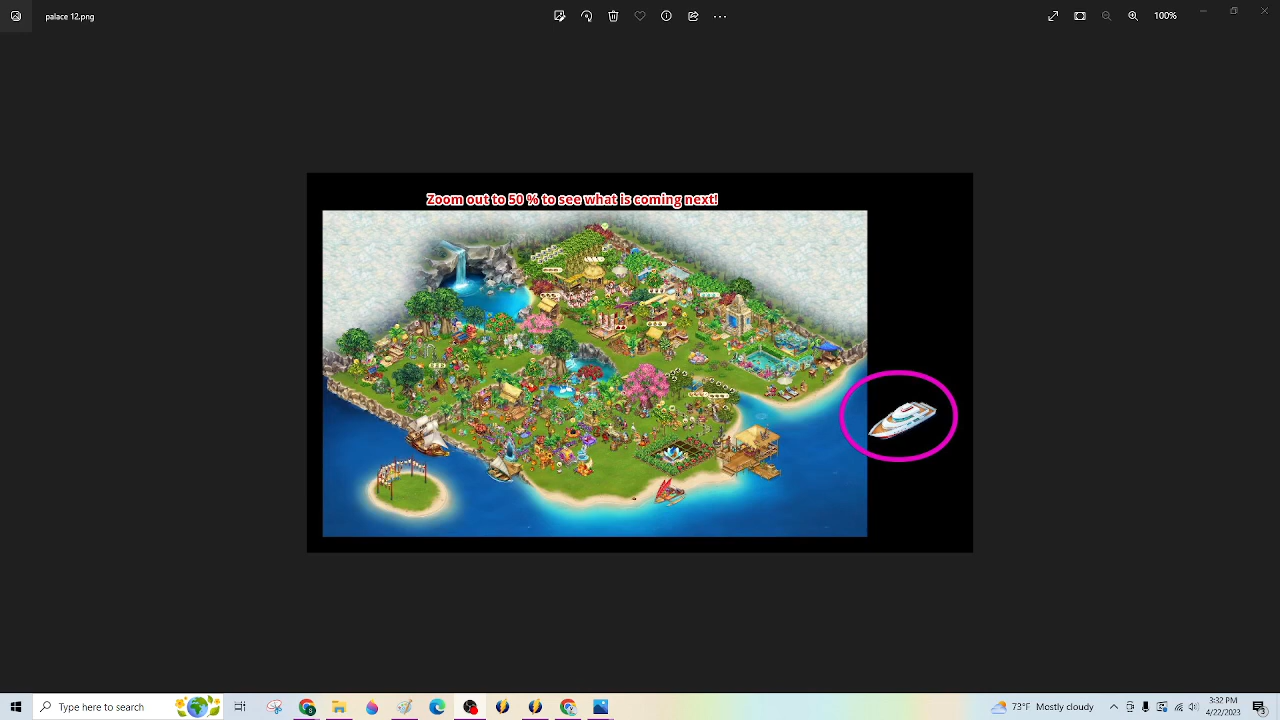 palace 12.png
100%
Zoom out to 50 % to see what is coming next!
Type here to search
73°F Mostly cloudy
3:32 PM
4/22/2023